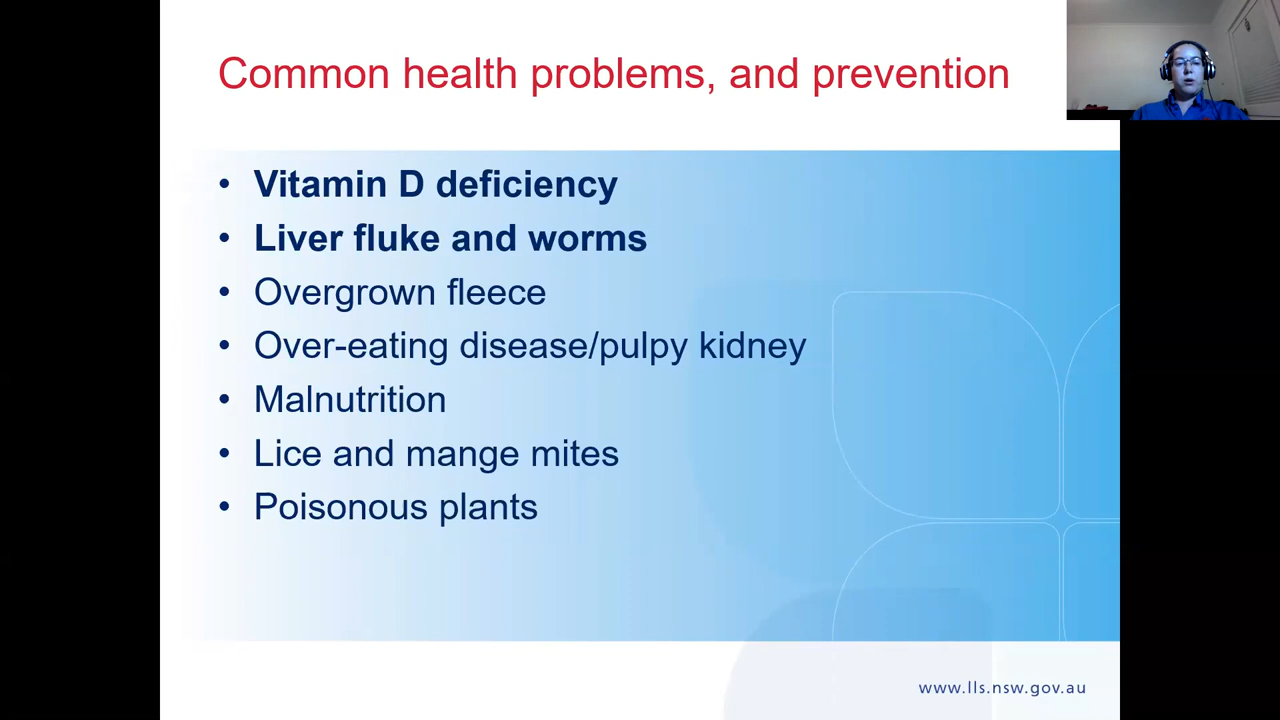 Common health problems, and prevention
• Vitamin D deficiency
• Liver fluke and worms
• Overgrown fleece
• Over-eating disease/pulpy kidney
• Malnutrition
• Lice and mange mites
• Poisonous plants
www.lls.nsw.gov.au